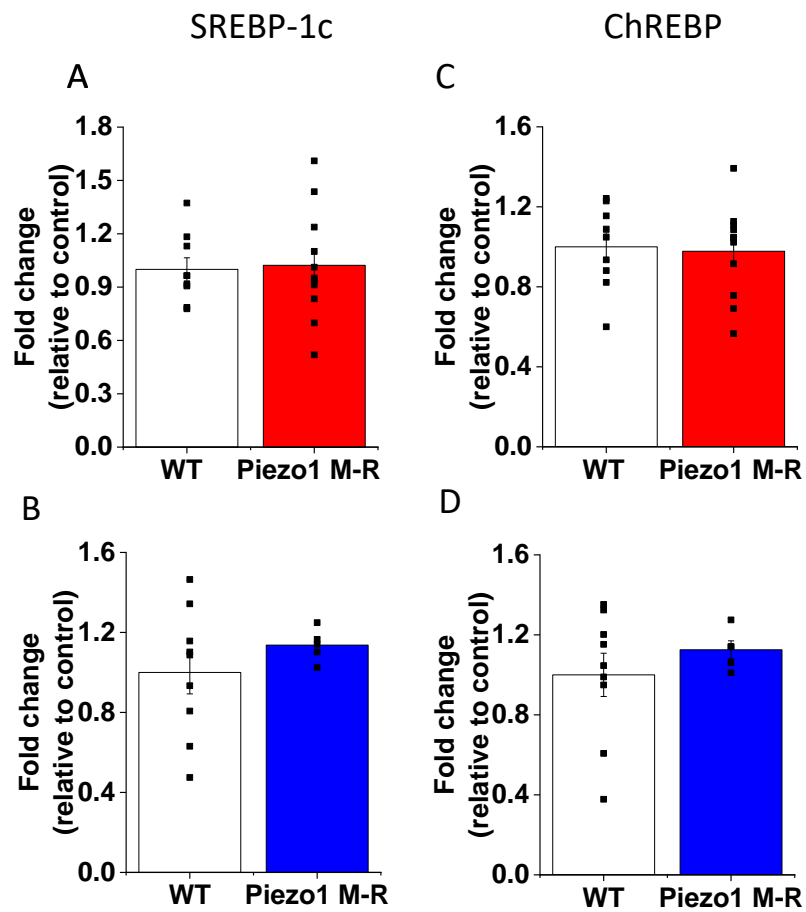 SREBP-1c
ChREBP
A
1.8
1.5
1.2
0.9
0.6
0.3
0.0
Fold change
(relative to control)
WT
Piezo1 M-R
C
1.6
1.2
0.8
0.4
0.0
Fold change
(relative to control)
WT
Piezo1 M-R
B
1.6
1.2
0.8
0.4
0.0
Fold change
(relative to control)
WT
Piezo1 M-R
D
1.6
1.2
0.8
0.4
0.0
Fold change
(relative to control)
WT
Piezo1 M-R